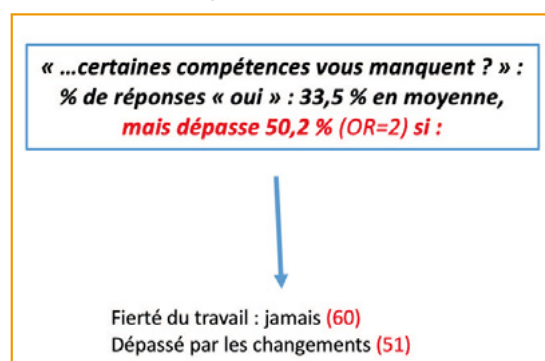 « …certaines compétences vous manquent ? » :
% de réponses « oui » : 33,5 % en moyenne,
mais dépasse 50,2 % (OR=2) si :
Fierté du travail : jamais (60)
Dépassé par les changements (51)